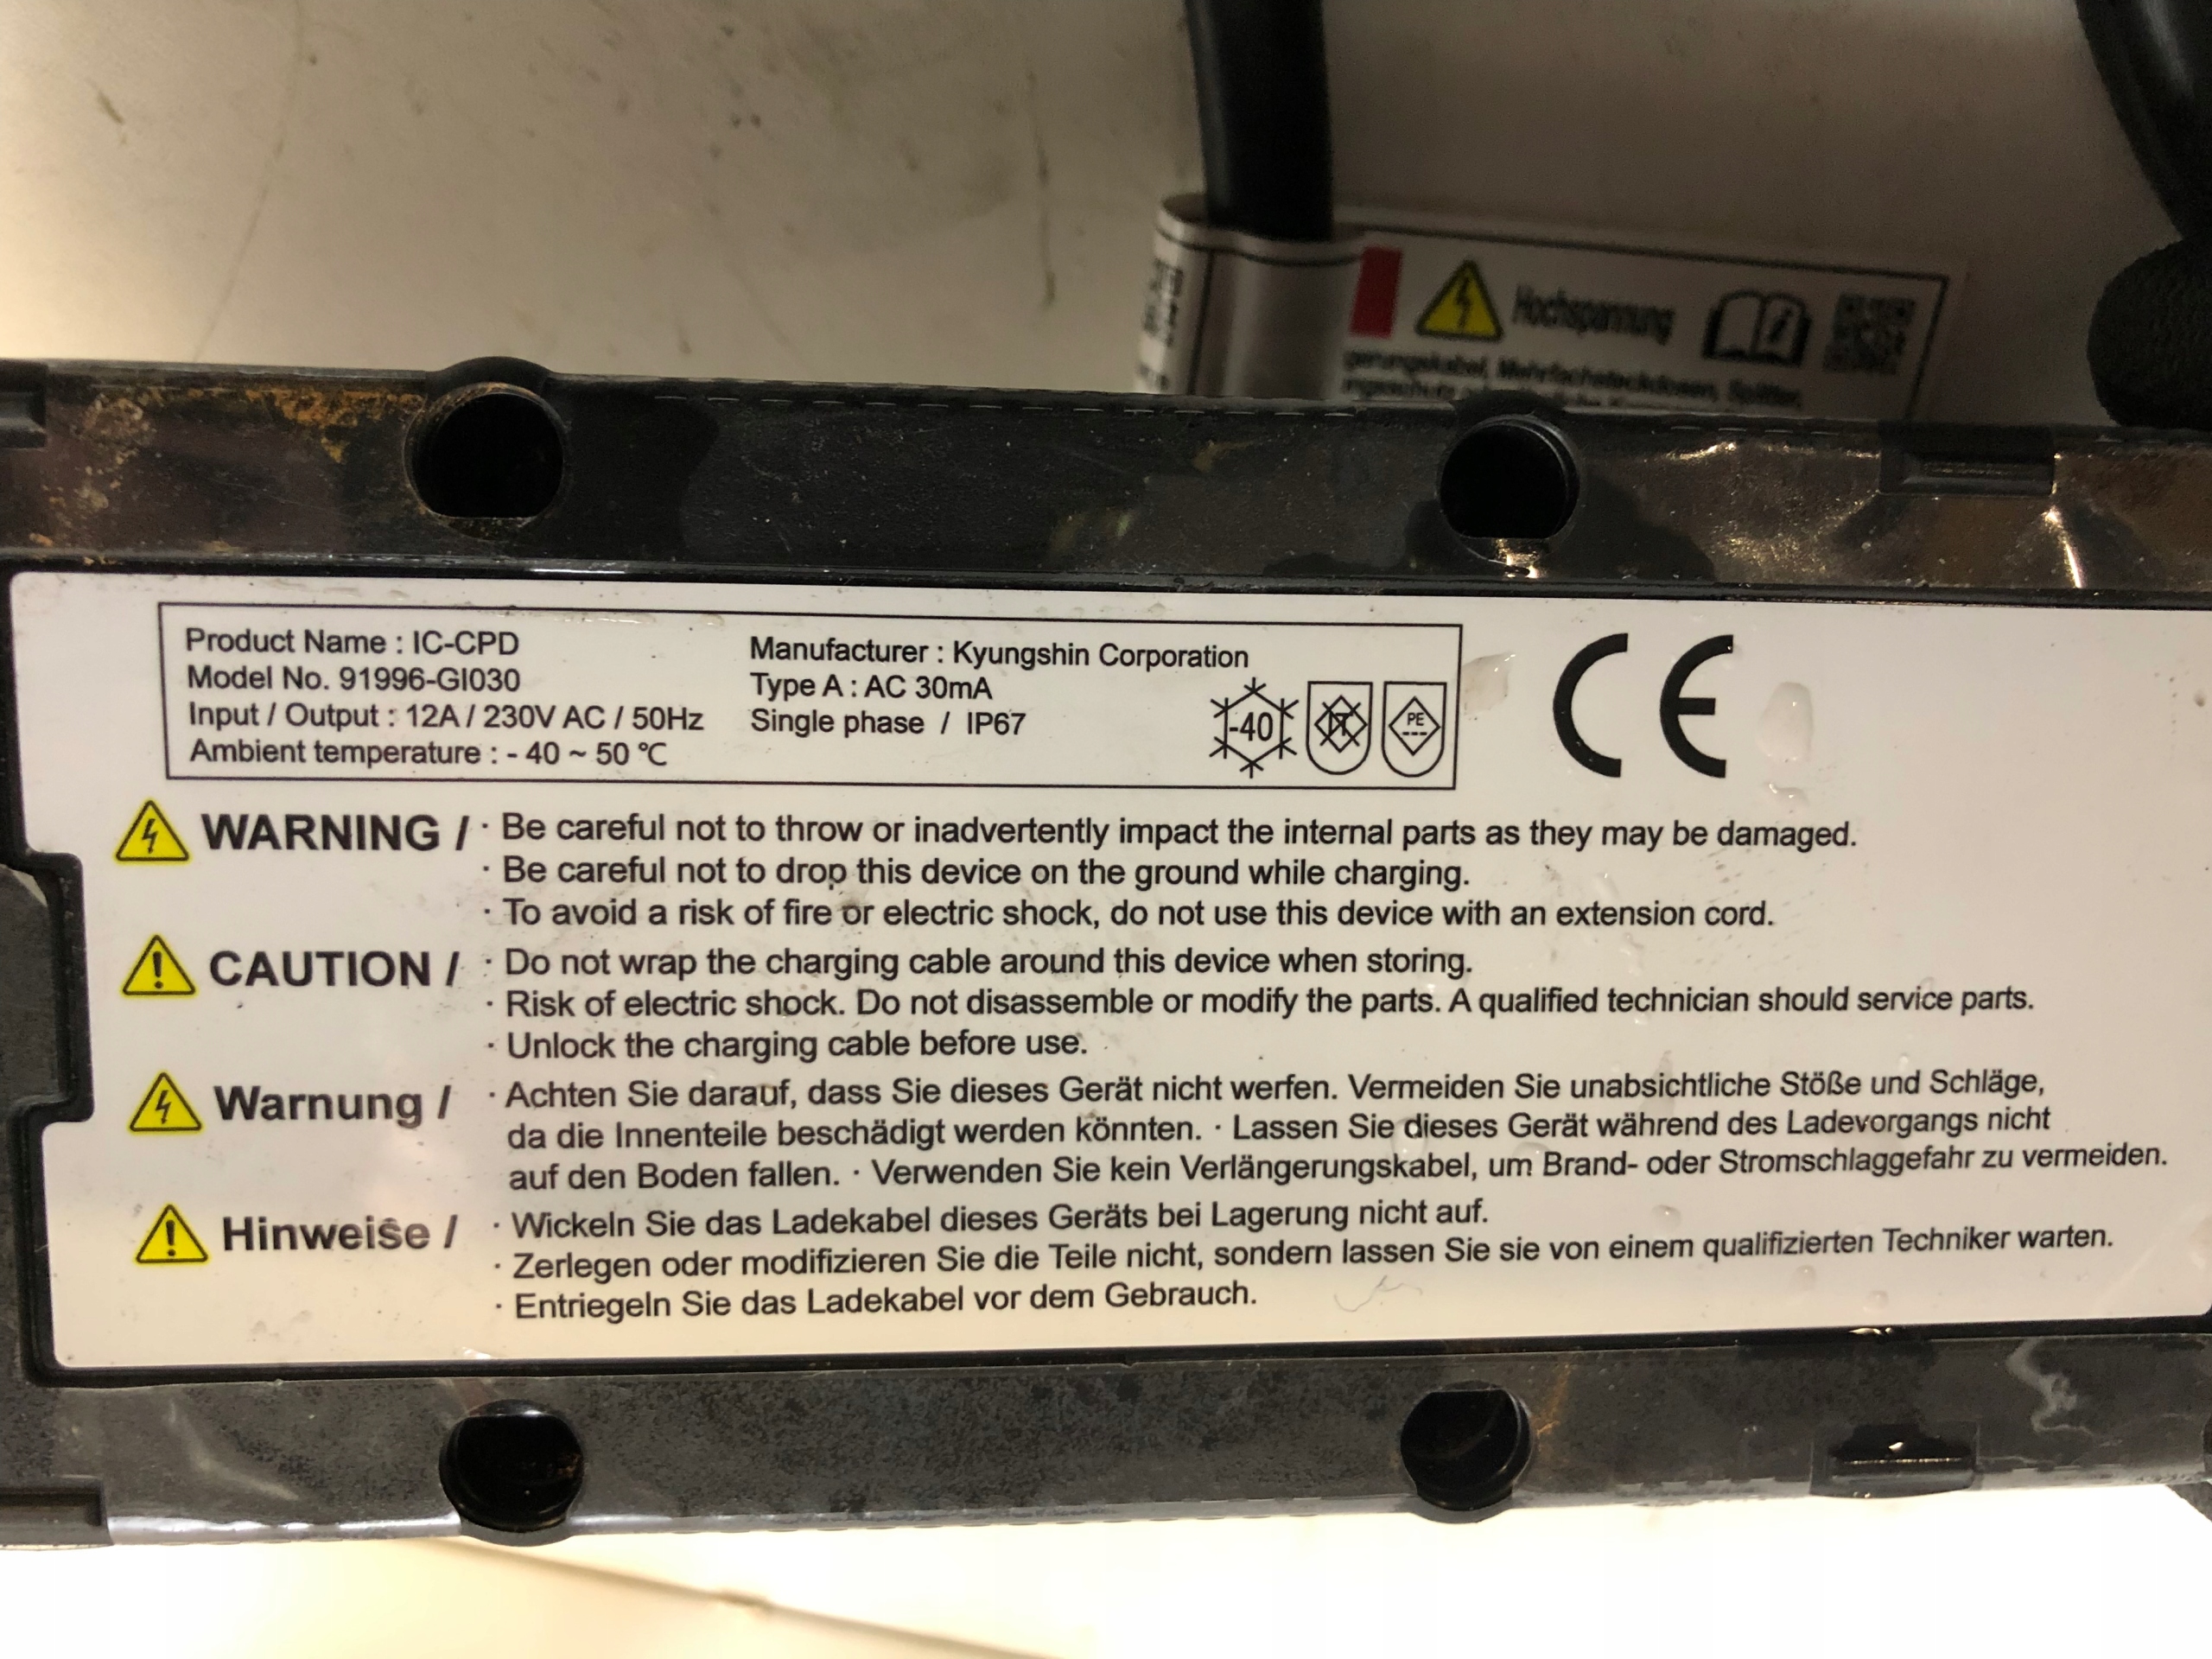 Hochspannung
gerungskabel, Mehrfachsteckdosen, Splitter,
Product Name : IC-CPD
Model No. 91996-GI030
Input / Output : 12A / 230V AC / 50Hz
Ambient temperature : - 40 ~ 50 ℃
Manufacturer : Kyungshin Corporation
Type A : AC 30mA
Single phase / IP67
-40
IT
PE
CE
WARNING / · Be careful not to throw or inadvertently impact the internal parts as they may be damaged.
· Be careful not to drop this device on the ground while charging.
· To avoid a risk of fire or electric shock, do not use this device with an extension cord.
CAUTION / · Do not wrap the charging cable around this device when storing.
· Risk of electric shock. Do not disassemble or modify the parts. A qualified technician should service parts.
· Unlock the charging cable before use.
Warnung / · Achten Sie darauf, dass Sie dieses Gerät nicht werfen. Vermeiden Sie unabsichtliche Stöße und Schläge,
da die Innenteile beschädigt werden könnten. · Lassen Sie dieses Gerät während des Ladevorgangs nicht
auf den Boden fallen. · Verwenden Sie kein Verlängerungskabel, um Brand- oder Stromschlaggefahr zu vermeiden.
Hinweise / · Wickeln Sie das Ladekabel dieses Geräts bei Lagerung nicht auf.
· Zerlegen oder modifizieren Sie die Teile nicht, sondern lassen Sie sie von einem qualifizierten Techniker warten.
· Entriegeln Sie das Ladekabel vor dem Gebrauch.